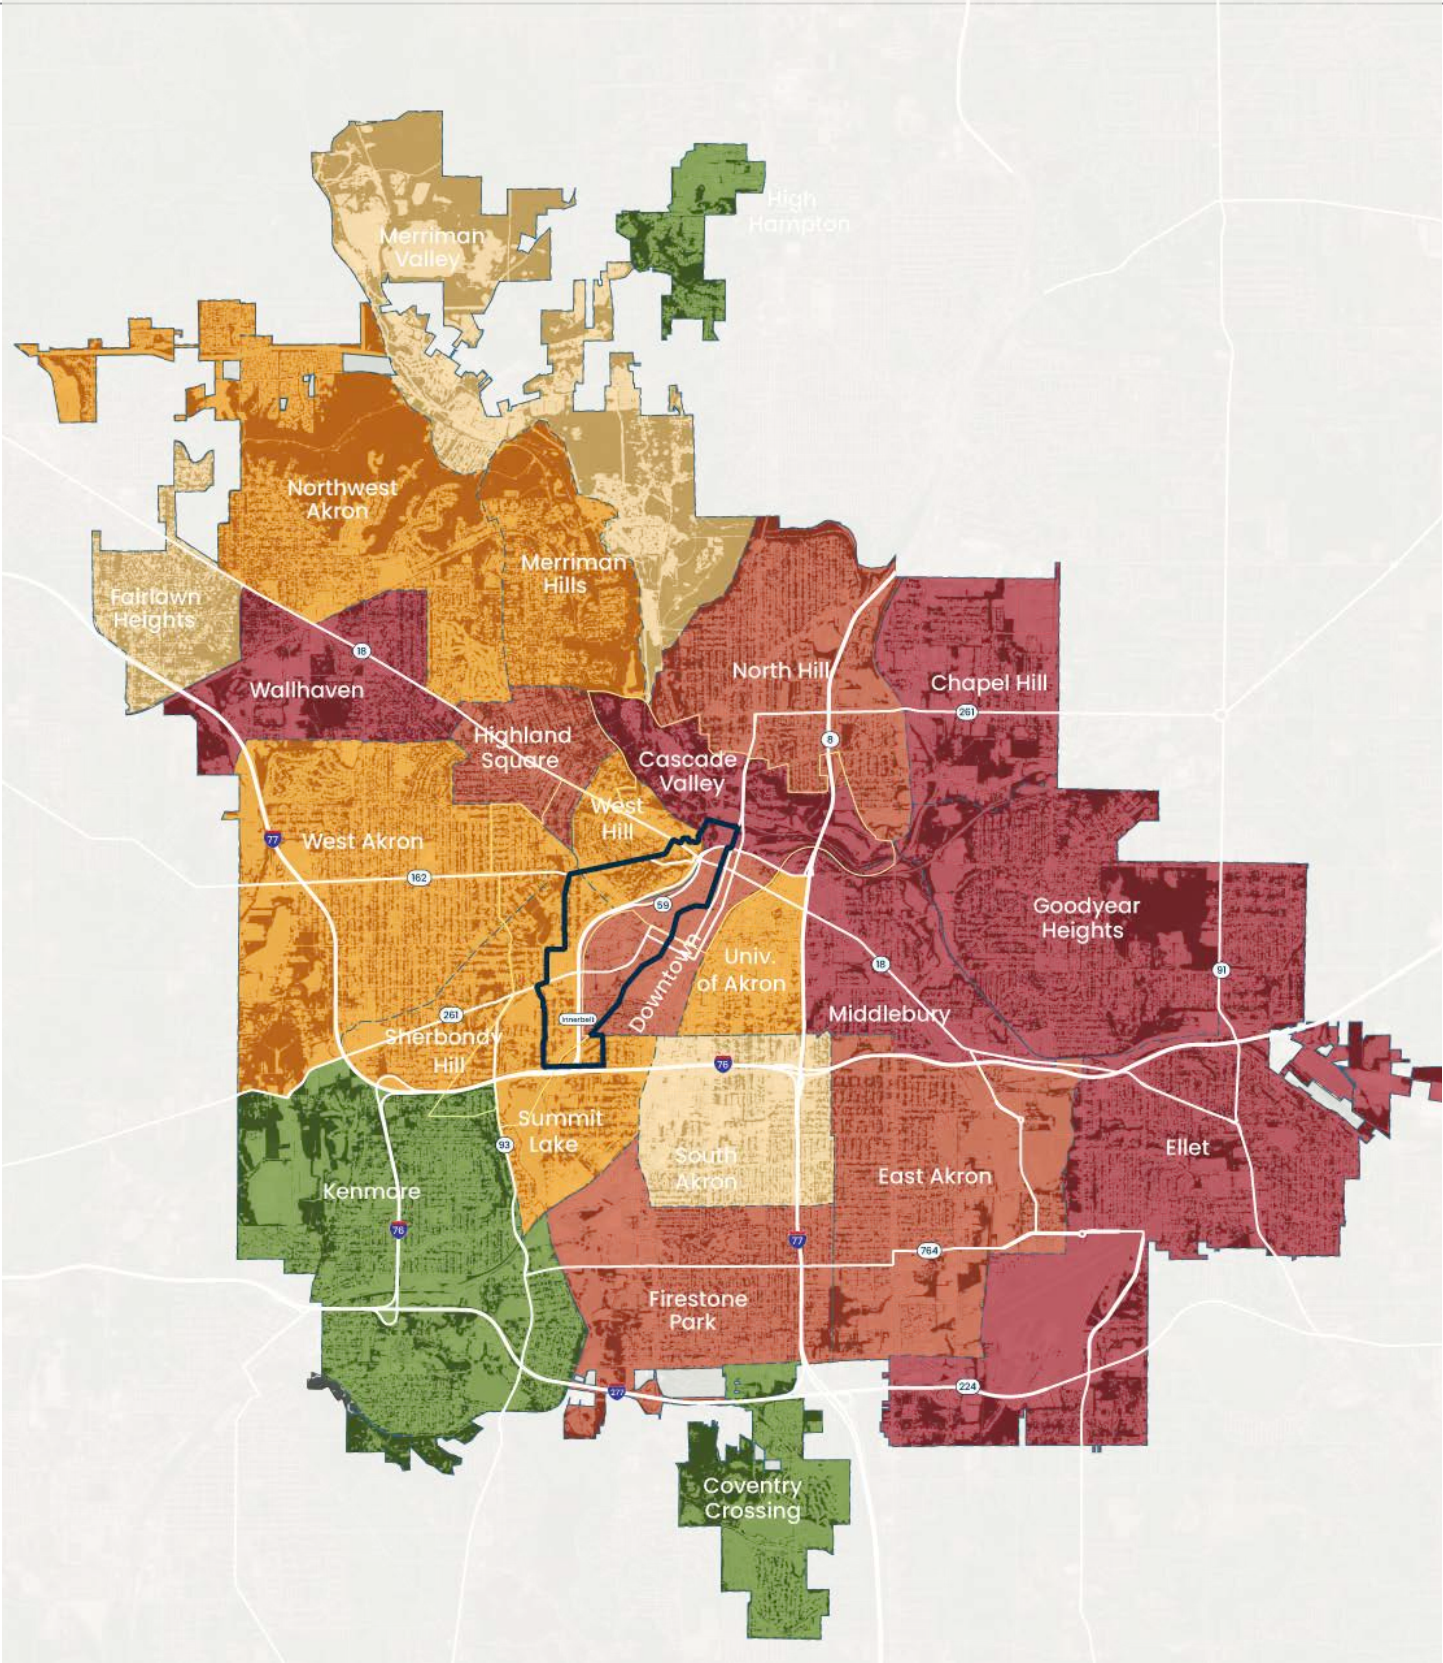 High
Hampton
Merriman
Valley
Northwest
Akron
Merriman
Hills
Fairlawn
Heights
18
Wallhaven
North Hill
Chapel Hill
261
Highland
Square
8
Cascade
Valley
West
Hill
77
West Akron
162
59
Goodyear
Heights
Downtown
Univ.
of Akron
18
91
261
innerbelt
Middlebury
Sherbondy
Hill
76
Summit
Lake
93
South
Akron
Ellet
East Akron
Kenmore
76
77
764
Firestone
Park
277
224
Coventry
Crossing